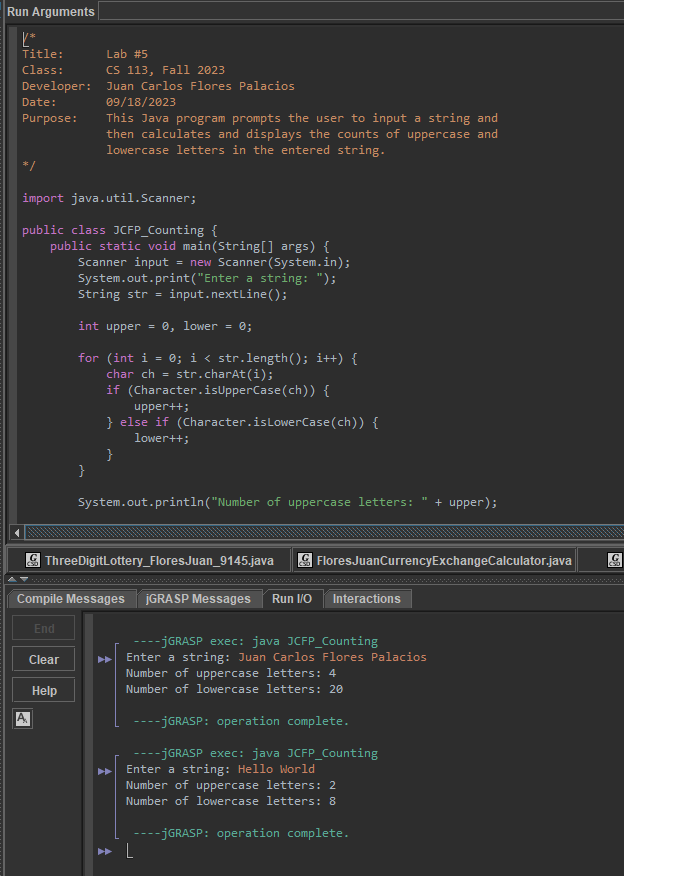 Run Arguments
/*
Title:      Lab #5
Class:      CS 113, Fall 2023
Developer:  Juan Carlos Flores Palacios
Date:       09/18/2023
Purpose:    This Java program prompts the user to input a string and
            then calculates and displays the counts of uppercase and
            lowercase letters in the entered string.
*/
import java.util.Scanner;
public class JCFP_Counting {
    public static void main(String[] args) {
        Scanner input = new Scanner(System.in);
        System.out.print("Enter a string: ");
        String str = input.nextLine();
        int upper = 0, lower = 0;
        for (int i = 0; i < str.length(); i++) {
            char ch = str.charAt(i);
            if (Character.isUpperCase(ch)) {
                upper++;
            } else if (Character.isLowerCase(ch)) {
                lower++;
            }
        }
        System.out.println("Number of uppercase letters: " + upper);
ThreeDigitLottery_FloresJuan_9145.java FloresJuanCurrencyExchangeCalculator.java
Compile Messages jGRASP Messages Run I/O Interactions
End
Clear
Help
----jGRASP exec: java JCFP_Counting
Enter a string: Juan Carlos Flores Palacios
Number of uppercase letters: 4
Number of lowercase letters: 20
----jGRASP: operation complete.
----jGRASP exec: java JCFP_Counting
Enter a string: Hello World
Number of uppercase letters: 2
Number of lowercase letters: 8
----jGRASP: operation complete.